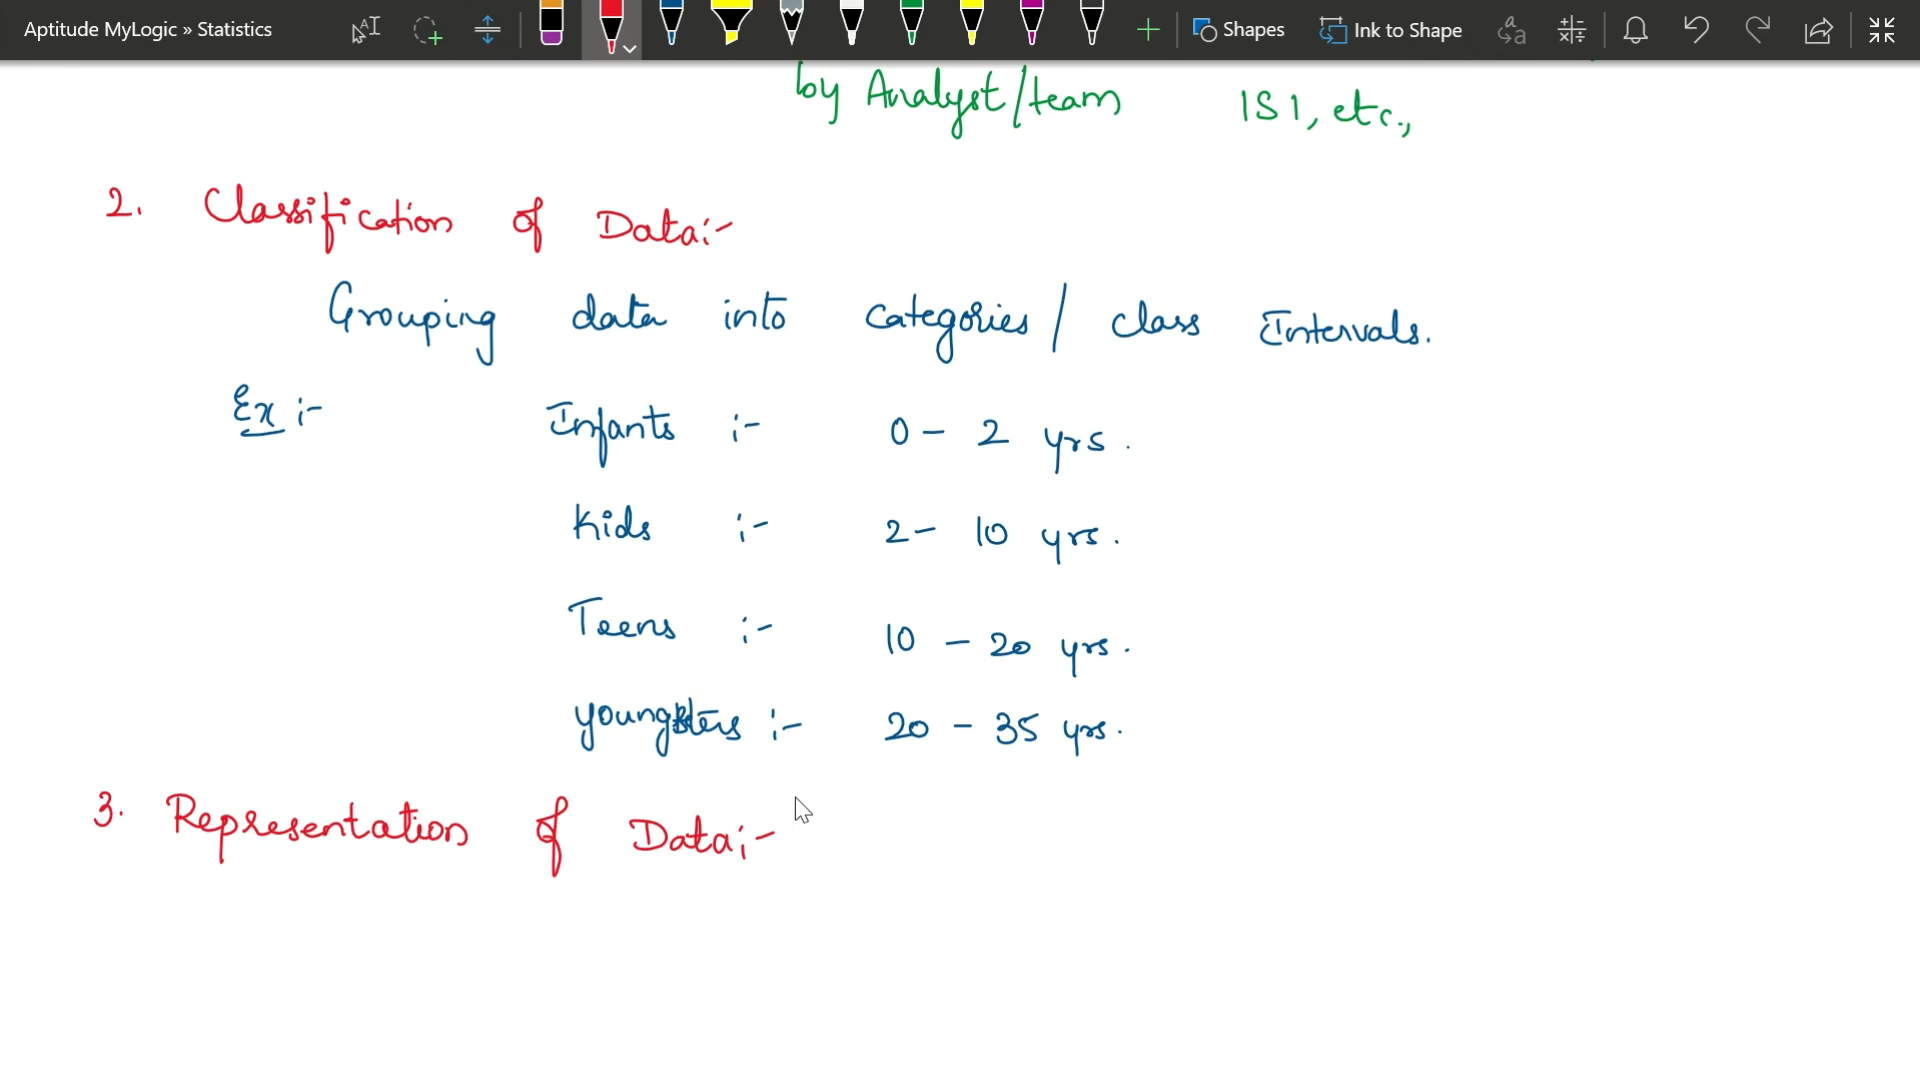 Aptitude MyLogic » Statistics Shapes Ink to Shape
by Analyst/team ISI, etc.,
2. Classification of Data:-
Grouping data into categories/ class Intervals.
Ex :- Infants :- 0 - 2 yrs.
Kids :- 2 - 10 yrs.
Teens :- 10 - 20 yrs.
youngsters :- 20 - 35 yrs.
3. Representation of Data:-